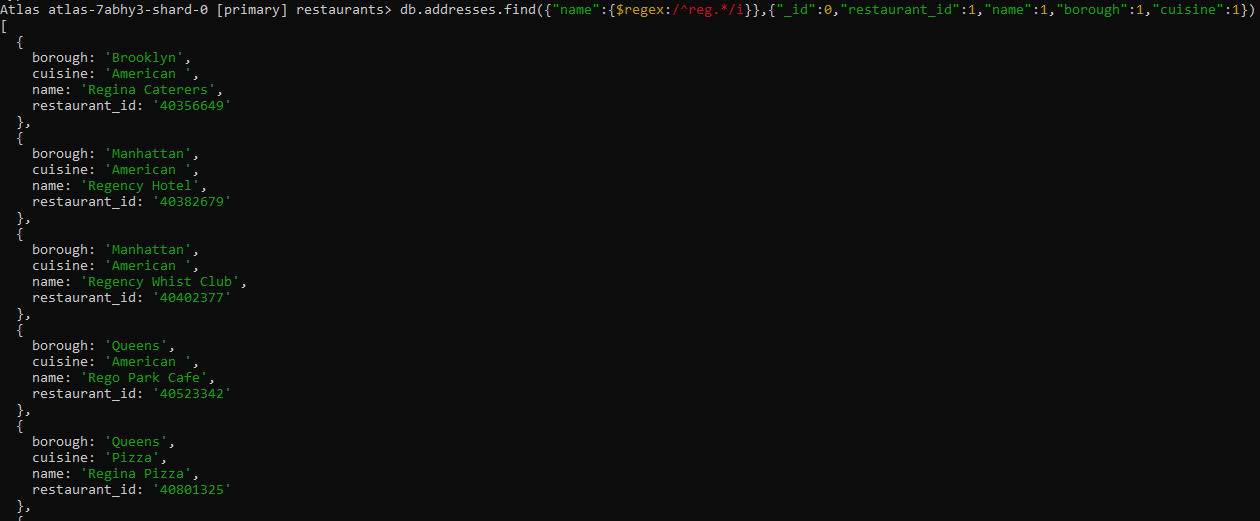 Atlas atlas-7abhy3-shard-0 [primary] restaurants> db.addresses.find({"name":{$regex:/^reg.*/i}},{"_id":0,"restaurant_id":1,"name":1,"borough":1,"cuisine":1})
[
  {
    borough: 'Brooklyn',
    cuisine: 'American ',
    name: 'Regina Caterers',
    restaurant_id: '40356649'
  },
  {
    borough: 'Manhattan',
    cuisine: 'American ',
    name: 'Regency Hotel',
    restaurant_id: '40382679'
  },
  {
    borough: 'Manhattan',
    cuisine: 'American ',
    name: 'Regency Whist Club',
    restaurant_id: '40402377'
  },
  {
    borough: 'Queens',
    cuisine: 'American ',
    name: 'Rego Park Cafe',
    restaurant_id: '40523342'
  },
  {
    borough: 'Queens',
    cuisine: 'Pizza',
    name: 'Regina Pizza',
    restaurant_id: '40801325'
  },
  {